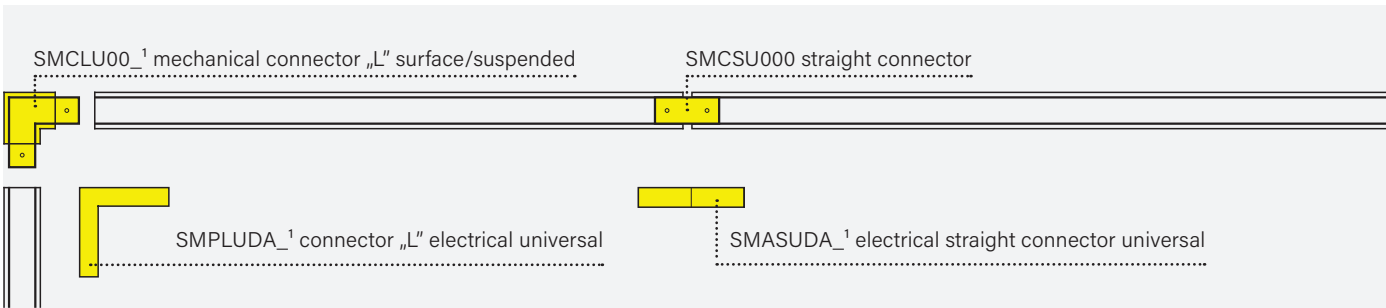 SMCLU00_¹ mechanical connector „L” surface/suspended
SMCSU000 straight connector
SMPLUDA_¹ connector „L” electrical universal
SMASUDA_¹ electrical straight connector universal